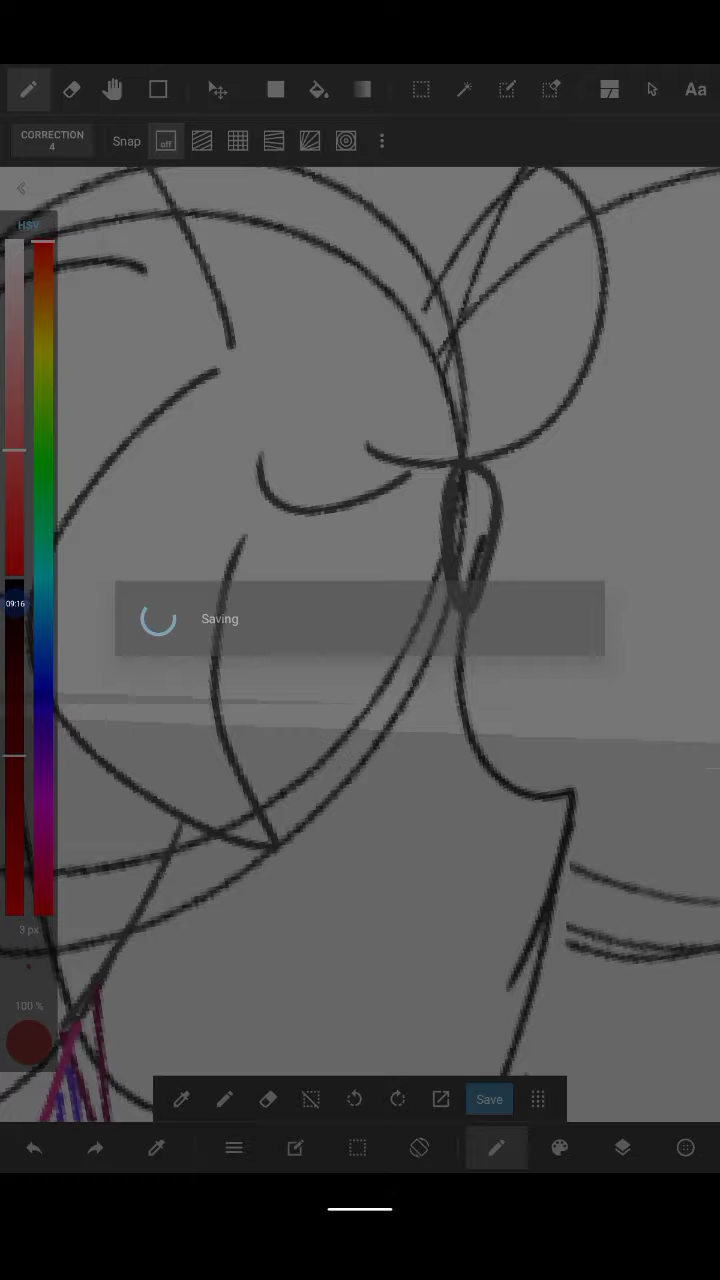 Aa
CORRECTION
4
Snap
off
HSV
09:16
Saving
3 px
100 %
Save